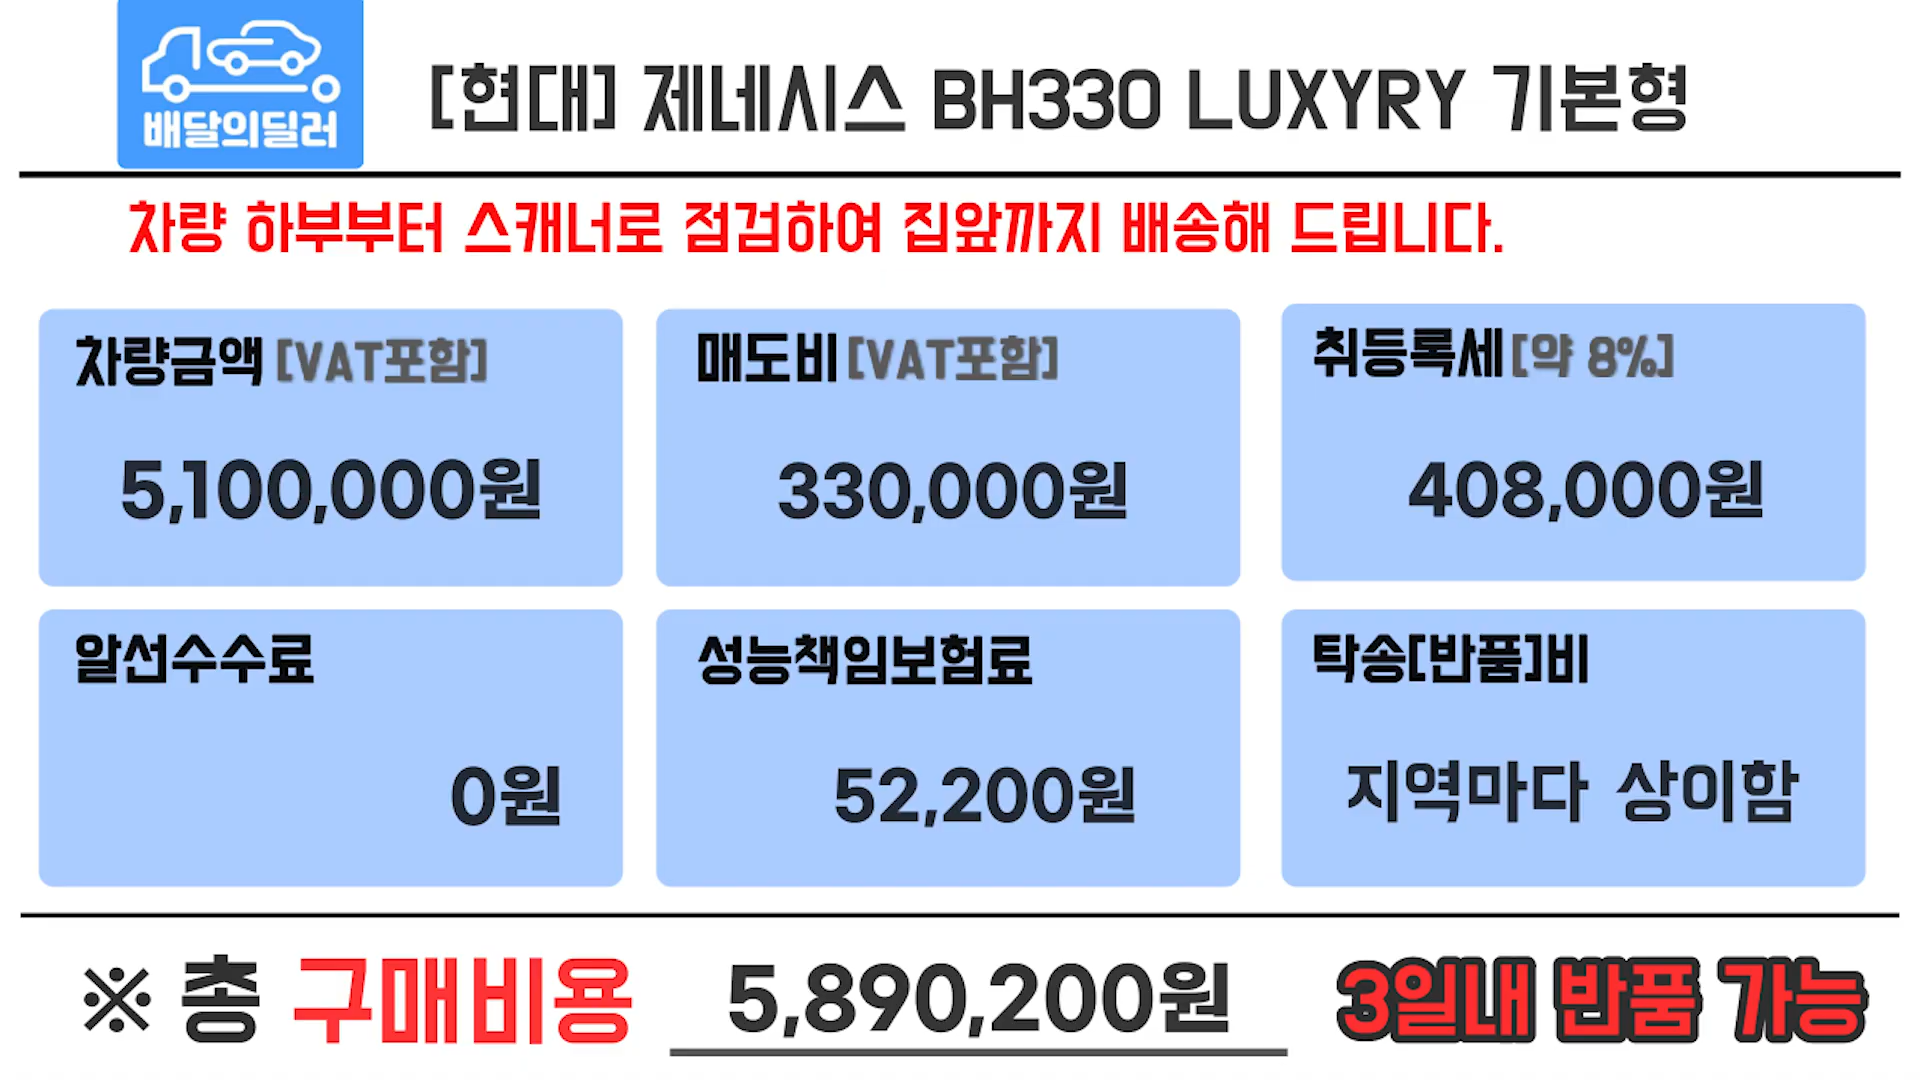 배달의딜러
[현대] 제네시스 BH330 LUXYRY 기본형
차량 하부부터 스캐너로 점검하여 집앞까지 배송해 드립니다.
차량금액 [VAT포함]
5,100,000원
매도비 [VAT포함]
330,000원
취등록세 [약 8%]
408,000원
알선수수료
0원
성능책임보험료
52,200원
탁송[반품]비
지역마다 상이함
※ 총 구매비용 5,890,200원 3일내 반품 가능